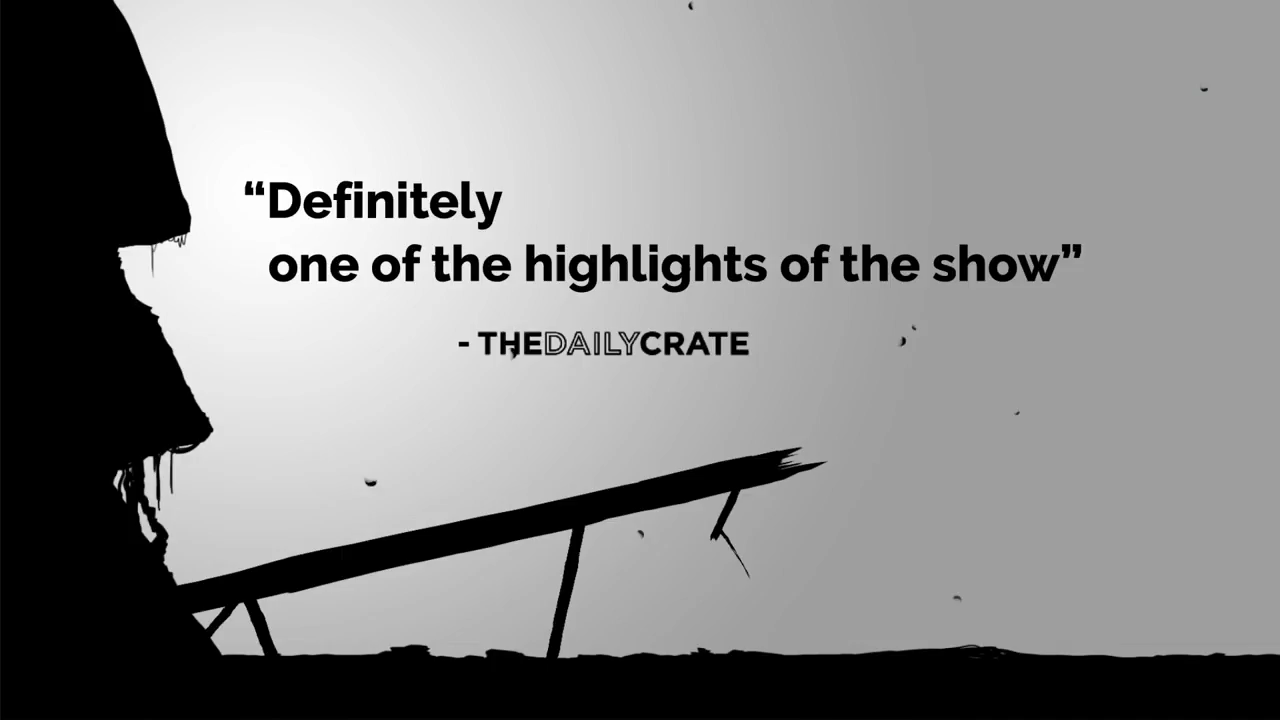 “Definitely
one of the highlights of the show”
- THEDAILYCRATE